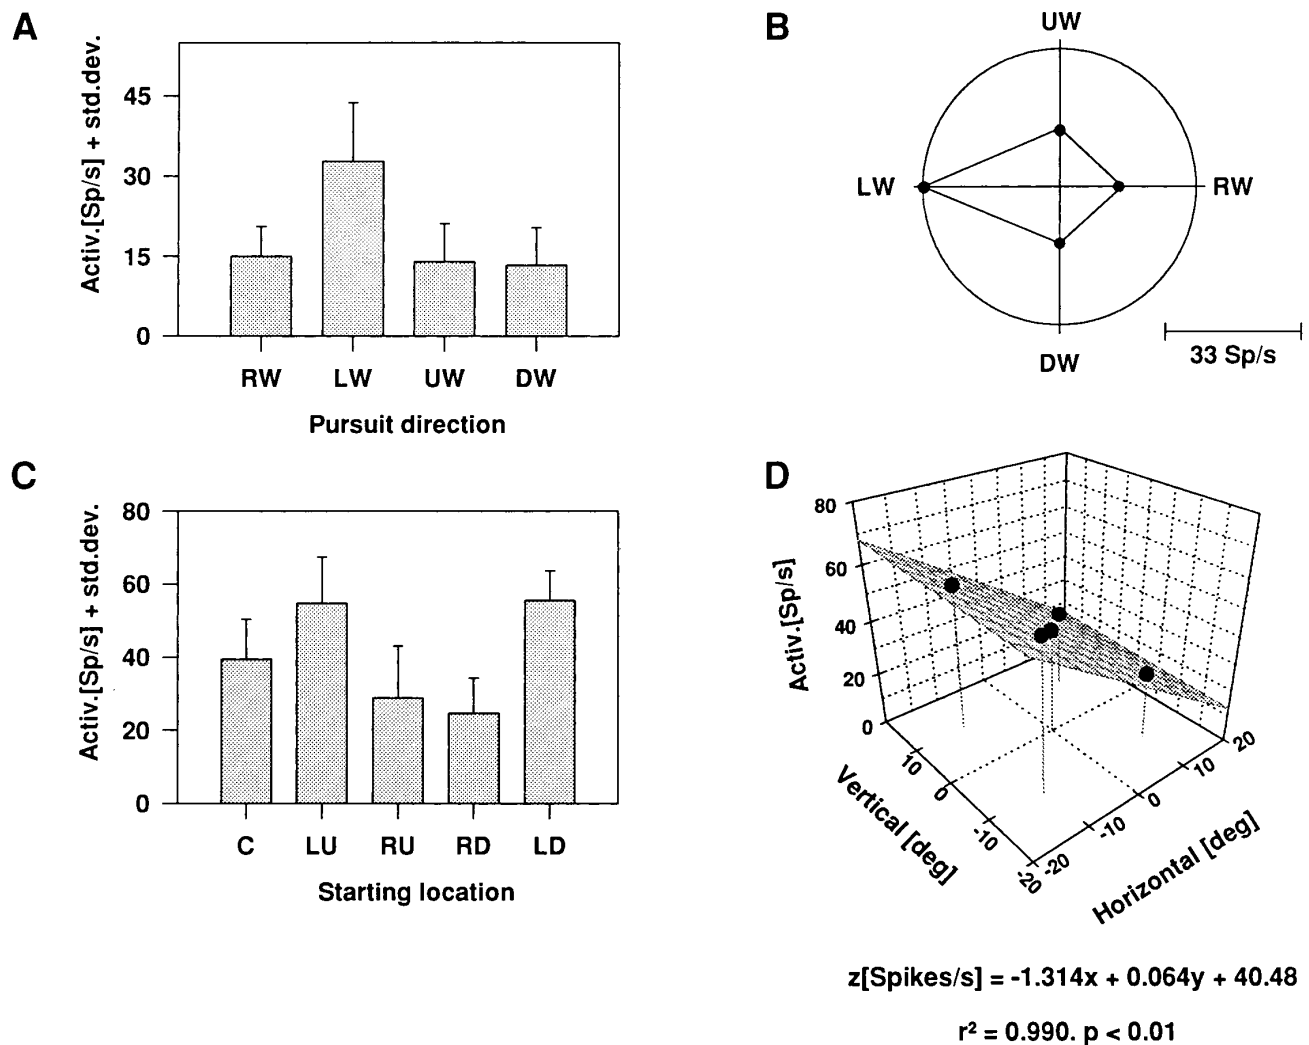 A
Activ.[Sp/s] + std.dev.
45
30
15
0
RW LW UW DW
Pursuit direction
B
UW
LW
RW
DW
33 Sp/s
C
Activ.[Sp/s] + std.dev.
80
60
40
20
0
C LU RU RD LD
Starting location
D
Activ.[Sp/s]
80
60
40
20
0
10
0
-10
-20
Vertical [deg]
-20
-10
0
10
20
Horizontal [deg]
z[Spikes/s] = -1.314x + 0.064y + 40.48
r² = 0.990. p < 0.01